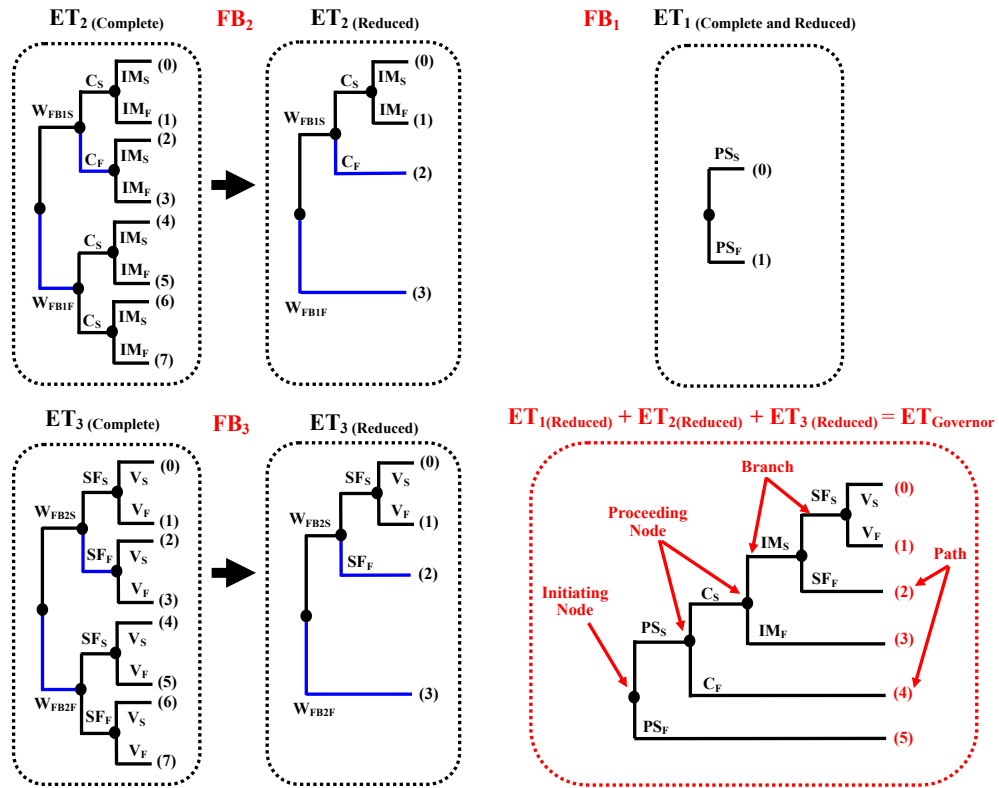 ET2 (Complete)
FB2
ET2 (Reduced)
FB1
ET1 (Complete and Reduced)
(0)
CS
IMS
IMF
(1)
WFB1S
(2)
CF
IMS
IMF
(3)
(4)
CS
IMS
IMF
(5)
WFB1F
(6)
CS
IMS
IMF
(7)
(0)
CS
IMS
IMF
(1)
WFB1S
CF
(2)
(3)
WFB1F
PSS
(0)
PSF
(1)
ET3 (Complete)
FB3
ET3 (Reduced)
(0)
SFS
VS
VF
(1)
WFB2S
(2)
SFF
VS
VF
(3)
(4)
SFS
VS
VF
(5)
WFB2F
(6)
SFF
VS
VF
(7)
(0)
SFS
VS
VF
(1)
WFB2S
SFF
(2)
(3)
WFB2F
ET1(Reduced) + ET2(Reduced) + ET3 (Reduced) = ETGovernor
Branch
(0)
SFS
VS
VF
(1)
Proceeding
Node
IMS
Path
SFF
(2)
Initiating
Node
CS
IMF
(3)
PSS
CF
(4)
PSF
(5)